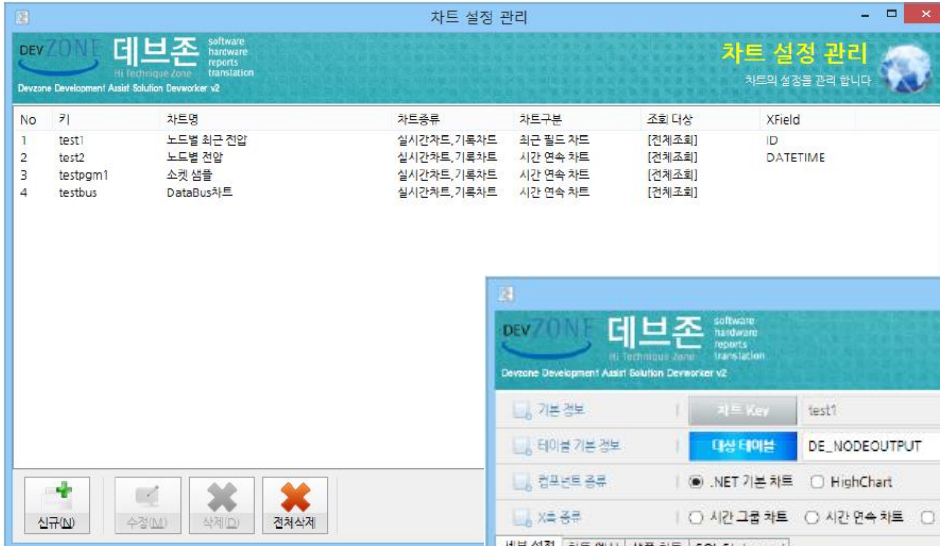 차트 설정 관리
DEVZONE 데브존 software hardware reports translation
Hi Technique Zone
Devzone Development Assist Solution Devworker v2
차트 설정 관리
차트의 설정을 관리 합니다
No 키 차트명 차트종류 차트구분 조회 대상 XField
1 test1 노드별 최근 전압 실시간차트,기록차트 최근 필드 차트 [전체조회] ID
2 test2 노드별 전압 실시간차트,기록차트 시간 연속 차트 [전체조회] DATETIME
3 testpgm1 소켓 샘플 실시간차트,기록차트 시간 연속 차트 [전체조회]
4 testbus DataBus차트 실시간차트,기록차트 시간 연속 차트 [전체조회]
신규(N) 수정(M) 삭제(D) 전체삭제
DEVZONE 데브존 software hardware reports translation
Hi Technique Zone
Devzone Development Assist Solution Devworker v2
기본 정보 차트 Key test1
테이블 기본 정보 대상 테이블 DE_NODEOUTPUT
컴포넌트 종류 .NET 기본 차트 HighChart
X축 종류 시간 그룹 차트 시간 연속 차트
세부 설정